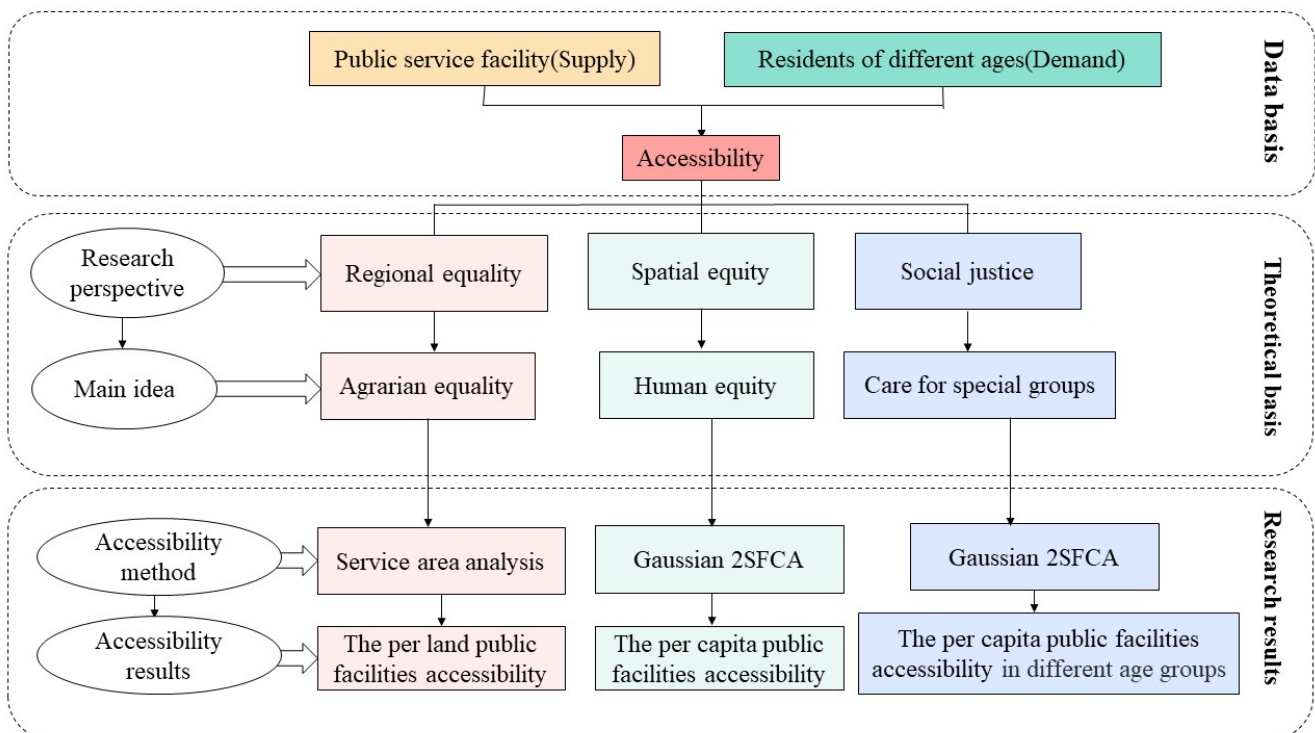 Public service facility(Supply)
Residents of different ages(Demand)
Accessibility
Data basis
Research
perspective
Regional equality
Spatial equity
Social justice
Main idea
Agrarian equality
Human equity
Care for special groups
Theoretical basis
Accessibility
method
Service area analysis
Gaussian 2SFCA
Gaussian 2SFCA
Accessibility
results
The per land public
facilities accessibility
The per capita public
facilities accessibility
The per capita public facilities
accessibility in different age groups
Research results